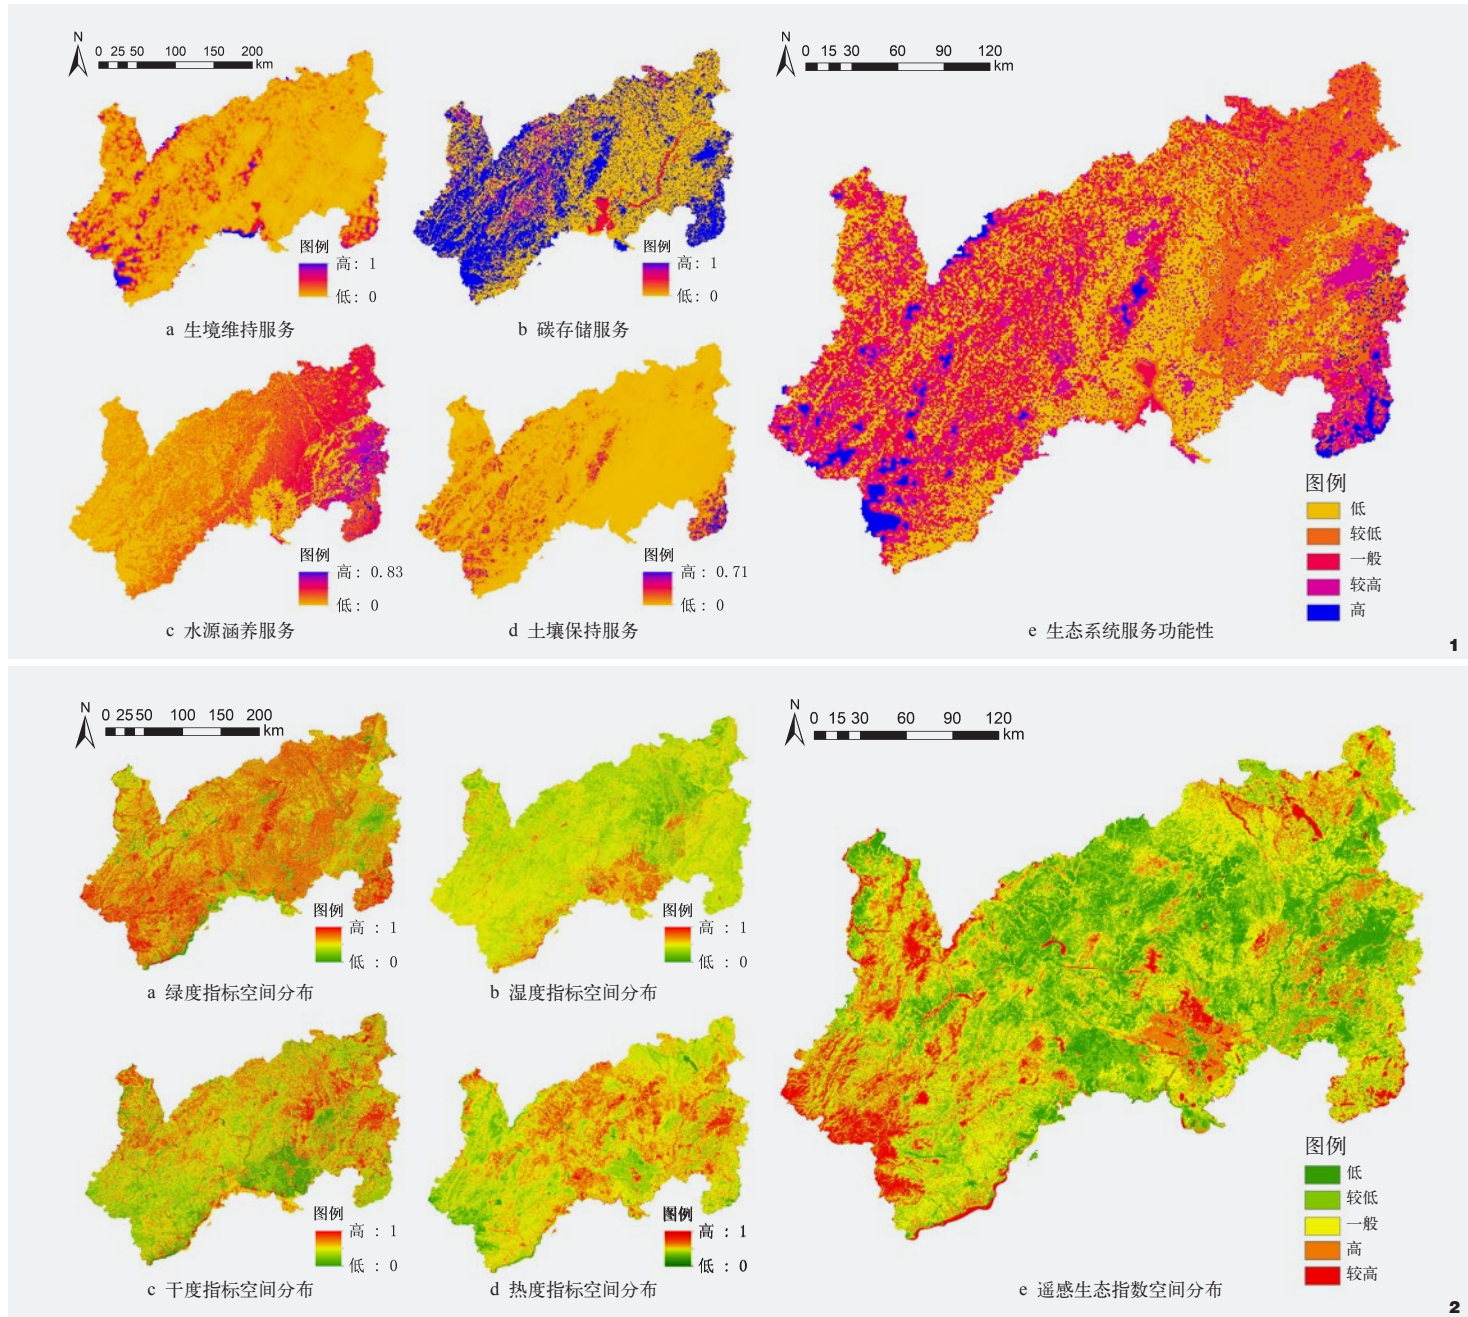 N
0 25 50 100 150 200
km
图例
高: 1
低: 0
a 生境维持服务
图例
高: 1
低: 0
b 碳存储服务
图例
高: 0.83
低: 0
c 水源涵养服务
图例
高: 0.71
低: 0
d 土壤保持服务
N
0 15 30 60 90 120
km
图例
低
较低
一般
较高
高
e 生态系统服务功能性
1
N
0 25 50 100 150 200
km
图例
高 : 1
低 : 0
a 绿度指标空间分布
图例
高 : 1
低 : 0
b 湿度指标空间分布
图例
高 : 1
低 : 0
c 干度指标空间分布
图例
高 : 1
低 : 0
d 热度指标空间分布
N
0 15 30 60 90 120
km
图例
低
较低
一般
高
较高
e 遥感生态指数空间分布
2